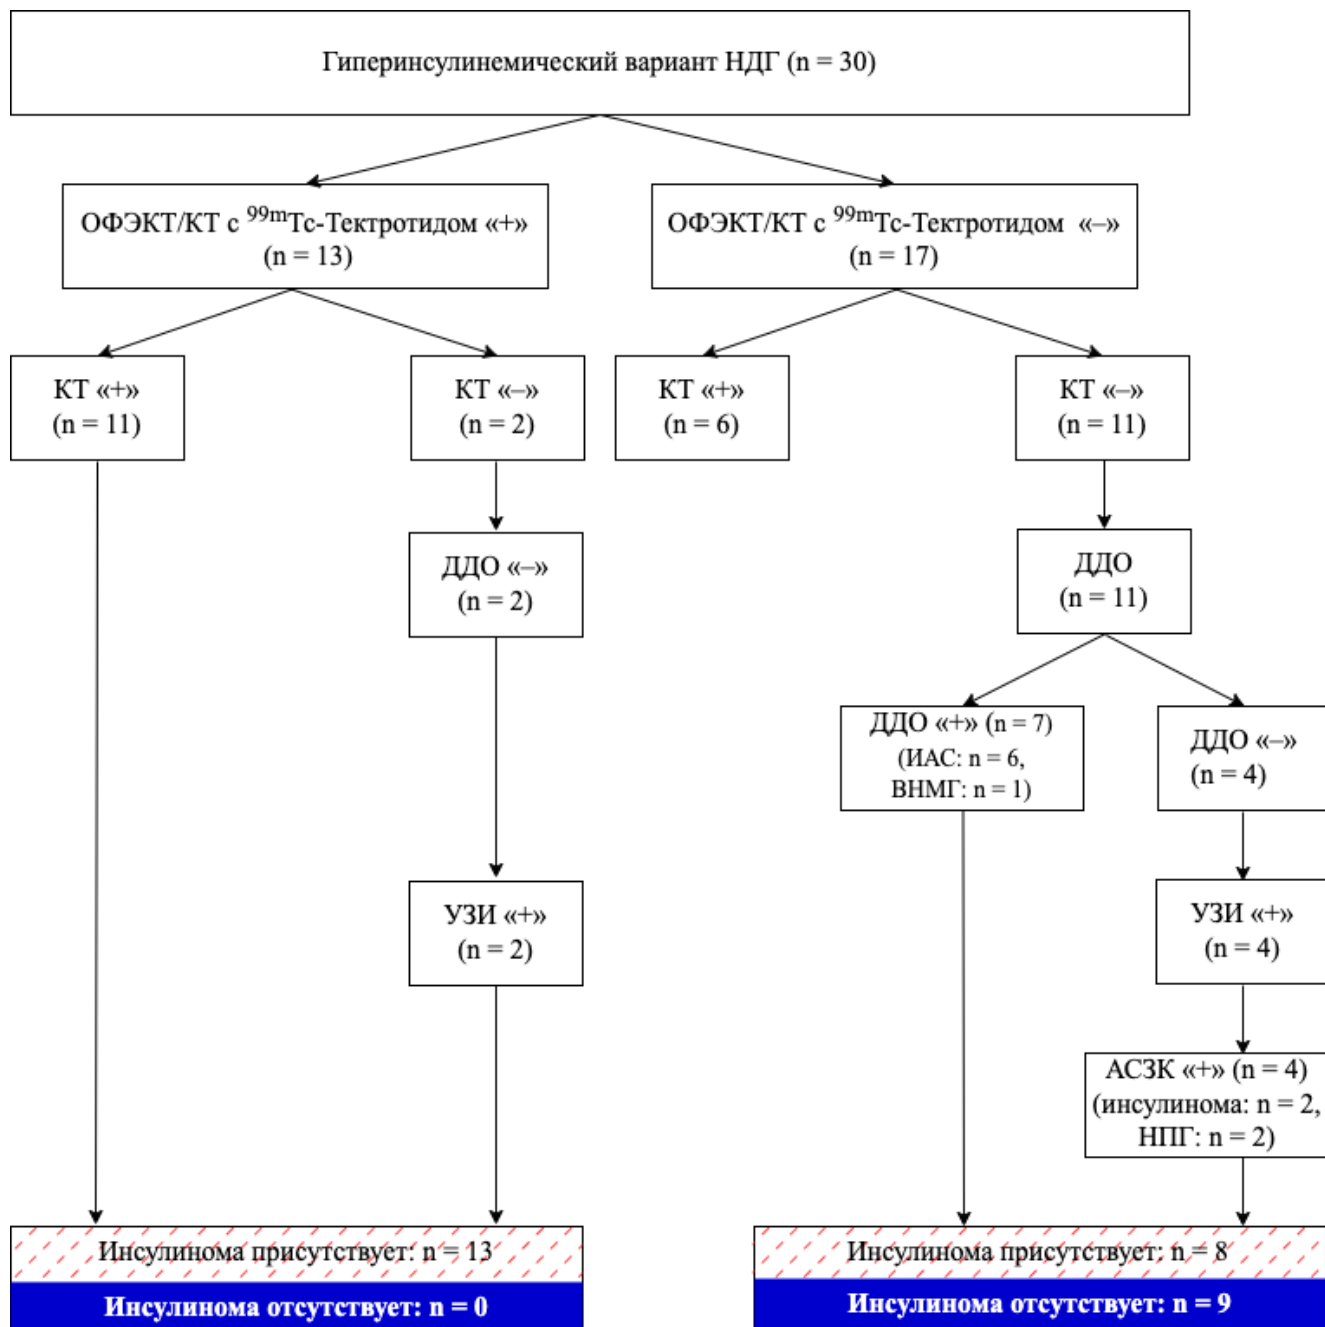 Гиперинсулинемический вариант НДГ (n = 30)
ОФЭКТ/КТ с 99mTc-Тектротидом «+»
(n = 13)
ОФЭКТ/КТ с 99mTc-Тектротидом «–»
(n = 17)
КТ «+»
(n = 11)
КТ «–»
(n = 2)
КТ «+»
(n = 6)
КТ «–»
(n = 11)
ДДО «–»
(n = 2)
ДДО
(n = 11)
ДДО «+» (n = 7)
(ИАС: n = 6,
ВНМГ: n = 1)
ДДО «–»
(n = 4)
УЗИ «+»
(n = 2)
УЗИ «+»
(n = 4)
АСЗК «+» (n = 4)
(инсулинома: n = 2,
НПГ: n = 2)
Инсулинома присутствует: n = 13
Инсулинома отсутствует: n = 0
Инсулинома присутствует: n = 8
Инсулинома отсутствует: n = 9